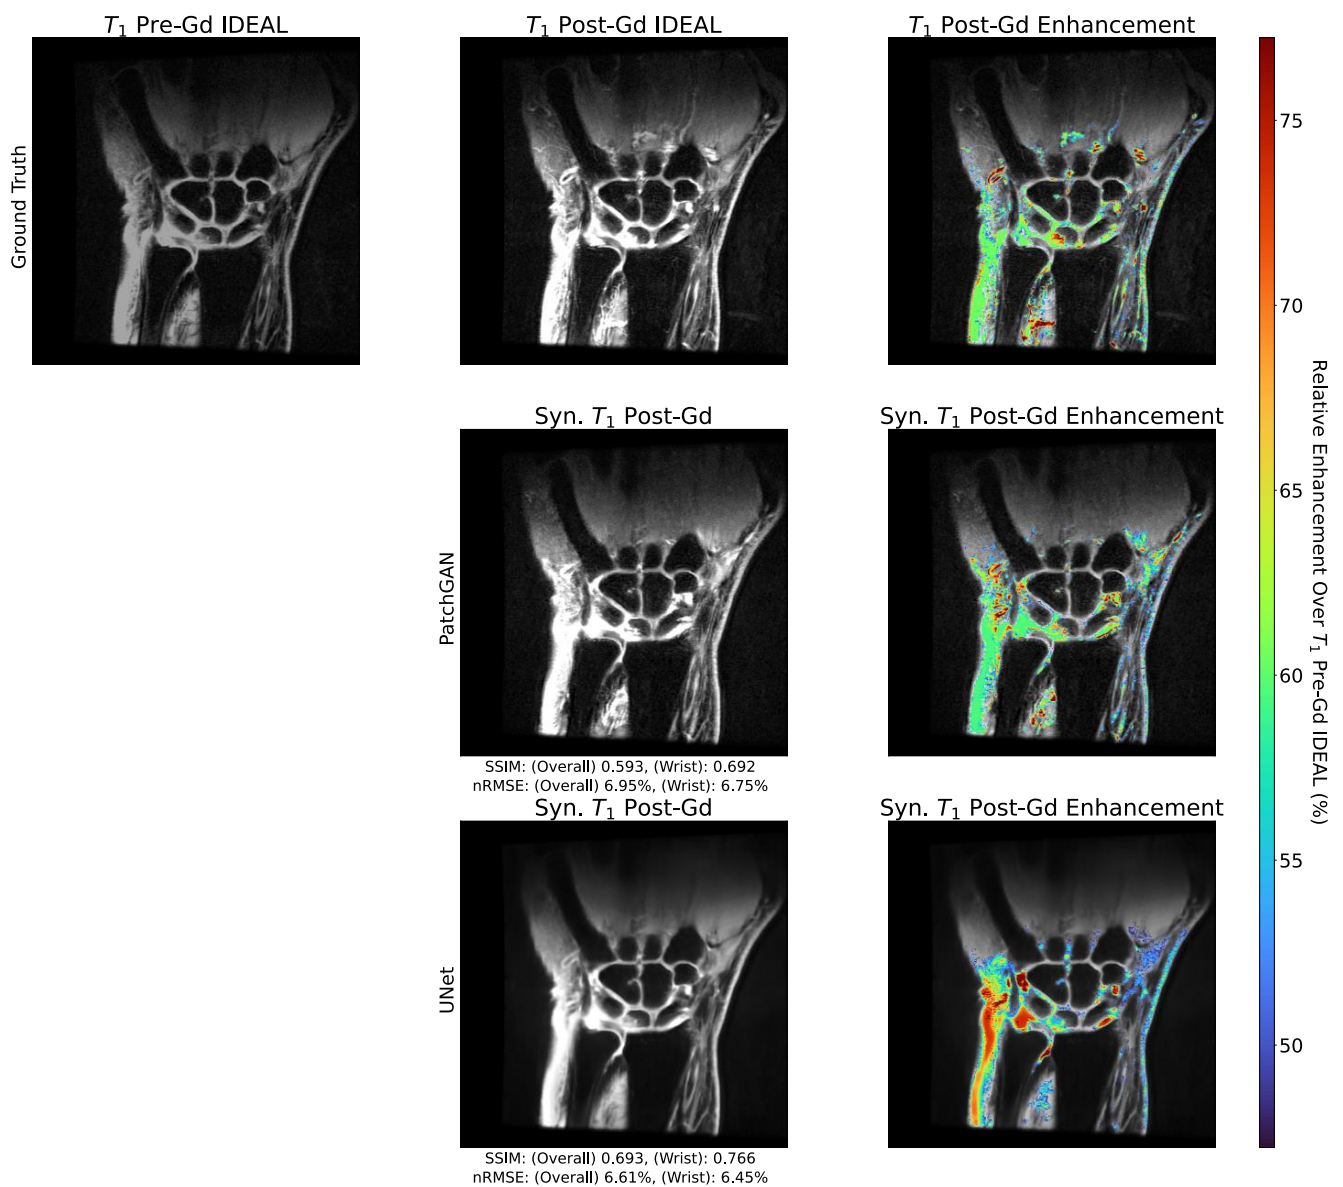 T1 Pre-Gd IDEAL
T1 Post-Gd IDEAL
T1 Post-Gd Enhancement
Ground Truth
75
70
65
60
55
50
Relative Enhancement Over T1 Pre-Gd IDEAL (%)
Syn. T1 Post-Gd
Syn. T1 Post-Gd Enhancement
PatchGAN
SSIM: (Overall) 0.593, (Wrist): 0.692
nRMSE: (Overall) 6.95%, (Wrist): 6.75%
Syn. T1 Post-Gd
Syn. T1 Post-Gd Enhancement
UNet
SSIM: (Overall) 0.693, (Wrist): 0.766
nRMSE: (Overall) 6.61%, (Wrist): 6.45%